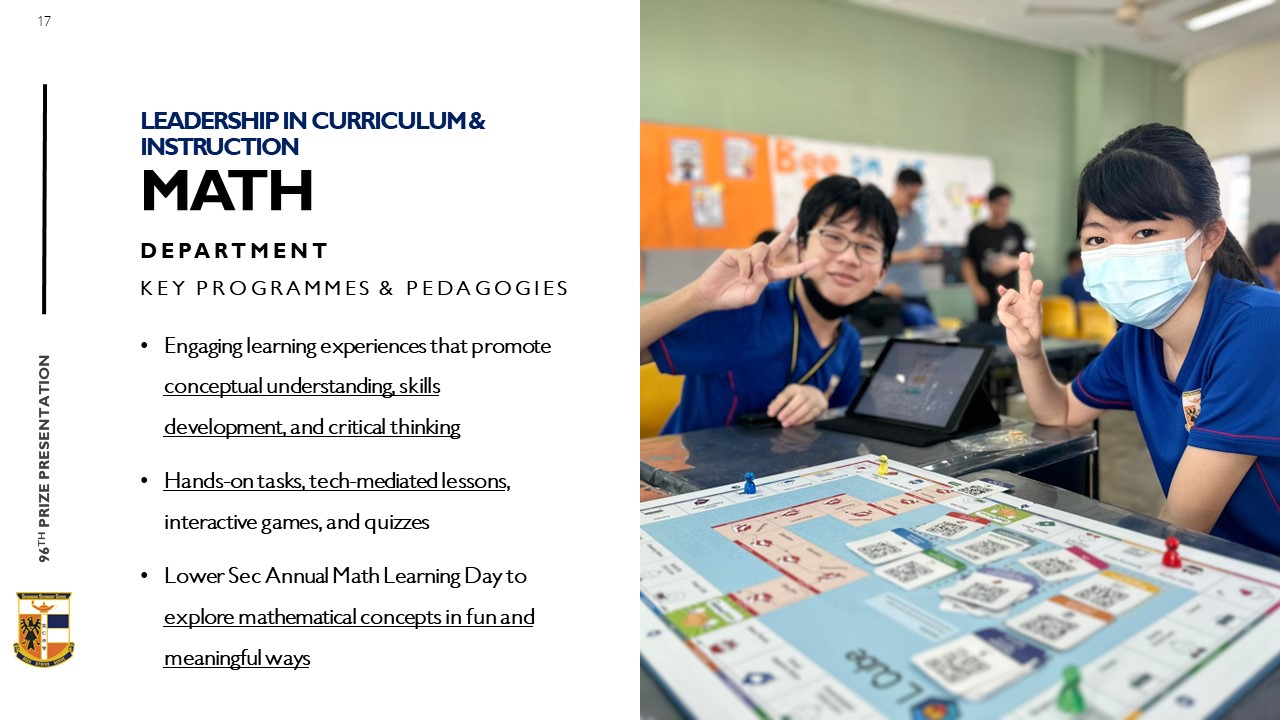 17
LEADERSHIP IN CURRICULUM &
INSTRUCTION
MATH
DEPARTMENT
KEY PROGRAMMES & PEDAGOGIES
• Engaging learning experiences that promote
conceptual understanding, skills
development, and critical thinking
• Hands-on tasks, tech-mediated lessons,
interactive games, and quizzes
• Lower Sec Annual Math Learning Day to
explore mathematical concepts in fun and
meaningful ways
96TH PRIZE PRESENTATION
Bee
L Cube